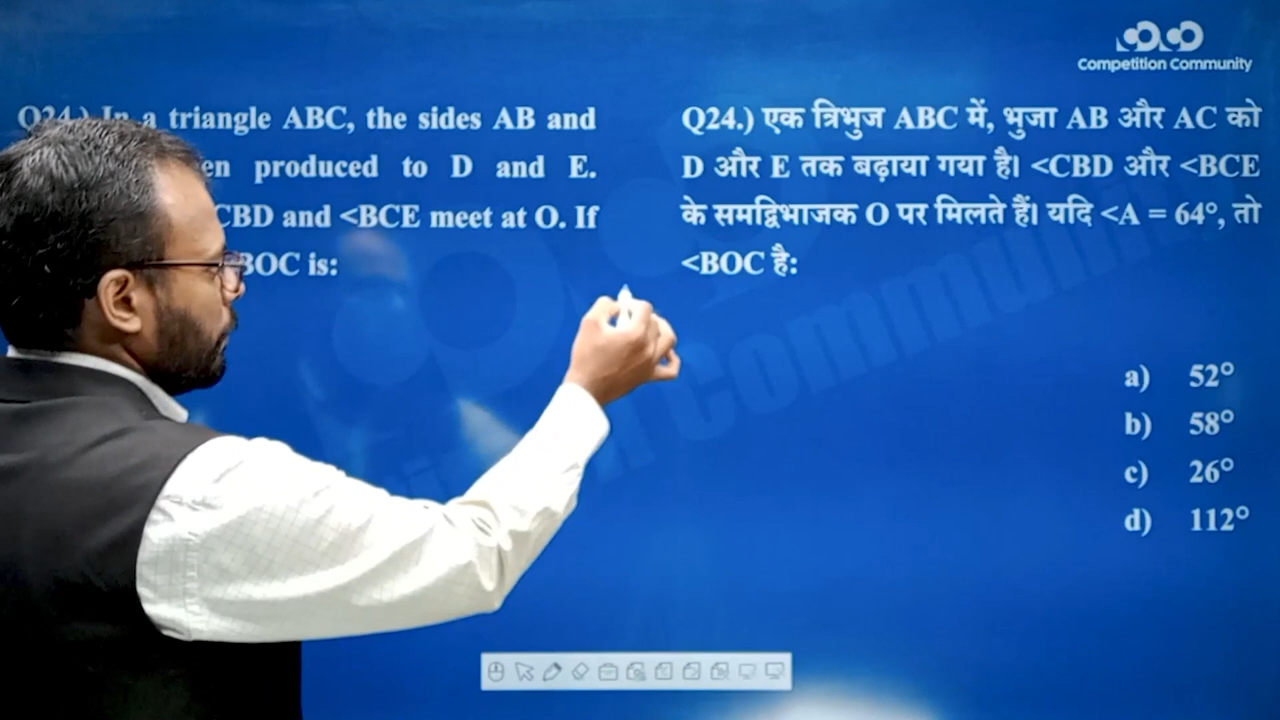 Competition Community
Q24.) In a triangle ABC, the sides AB and
produced to D and E.
CBD and <BCE meet at O. If
BOC is:
Q24.) एक त्रिभुज ABC में, भुजा AB और AC को
D और E तक बढ़ाया गया है। <CBD और <BCE
के समद्विभाजक O पर मिलते हैं। यदि <A = 64°, तो
<BOC है:
a) 52°
b) 58°
c) 26°
d) 112°